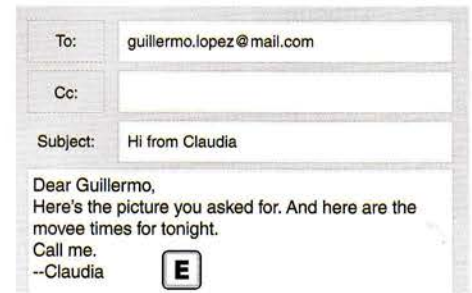 To:
guillermo.lopez@mail.com
Cc:
Subject:
Hi from Claudia
Dear Guillermo,
Here's the picture you asked for. And here are the
movee times for tonight.
Call me.
--Claudia
E